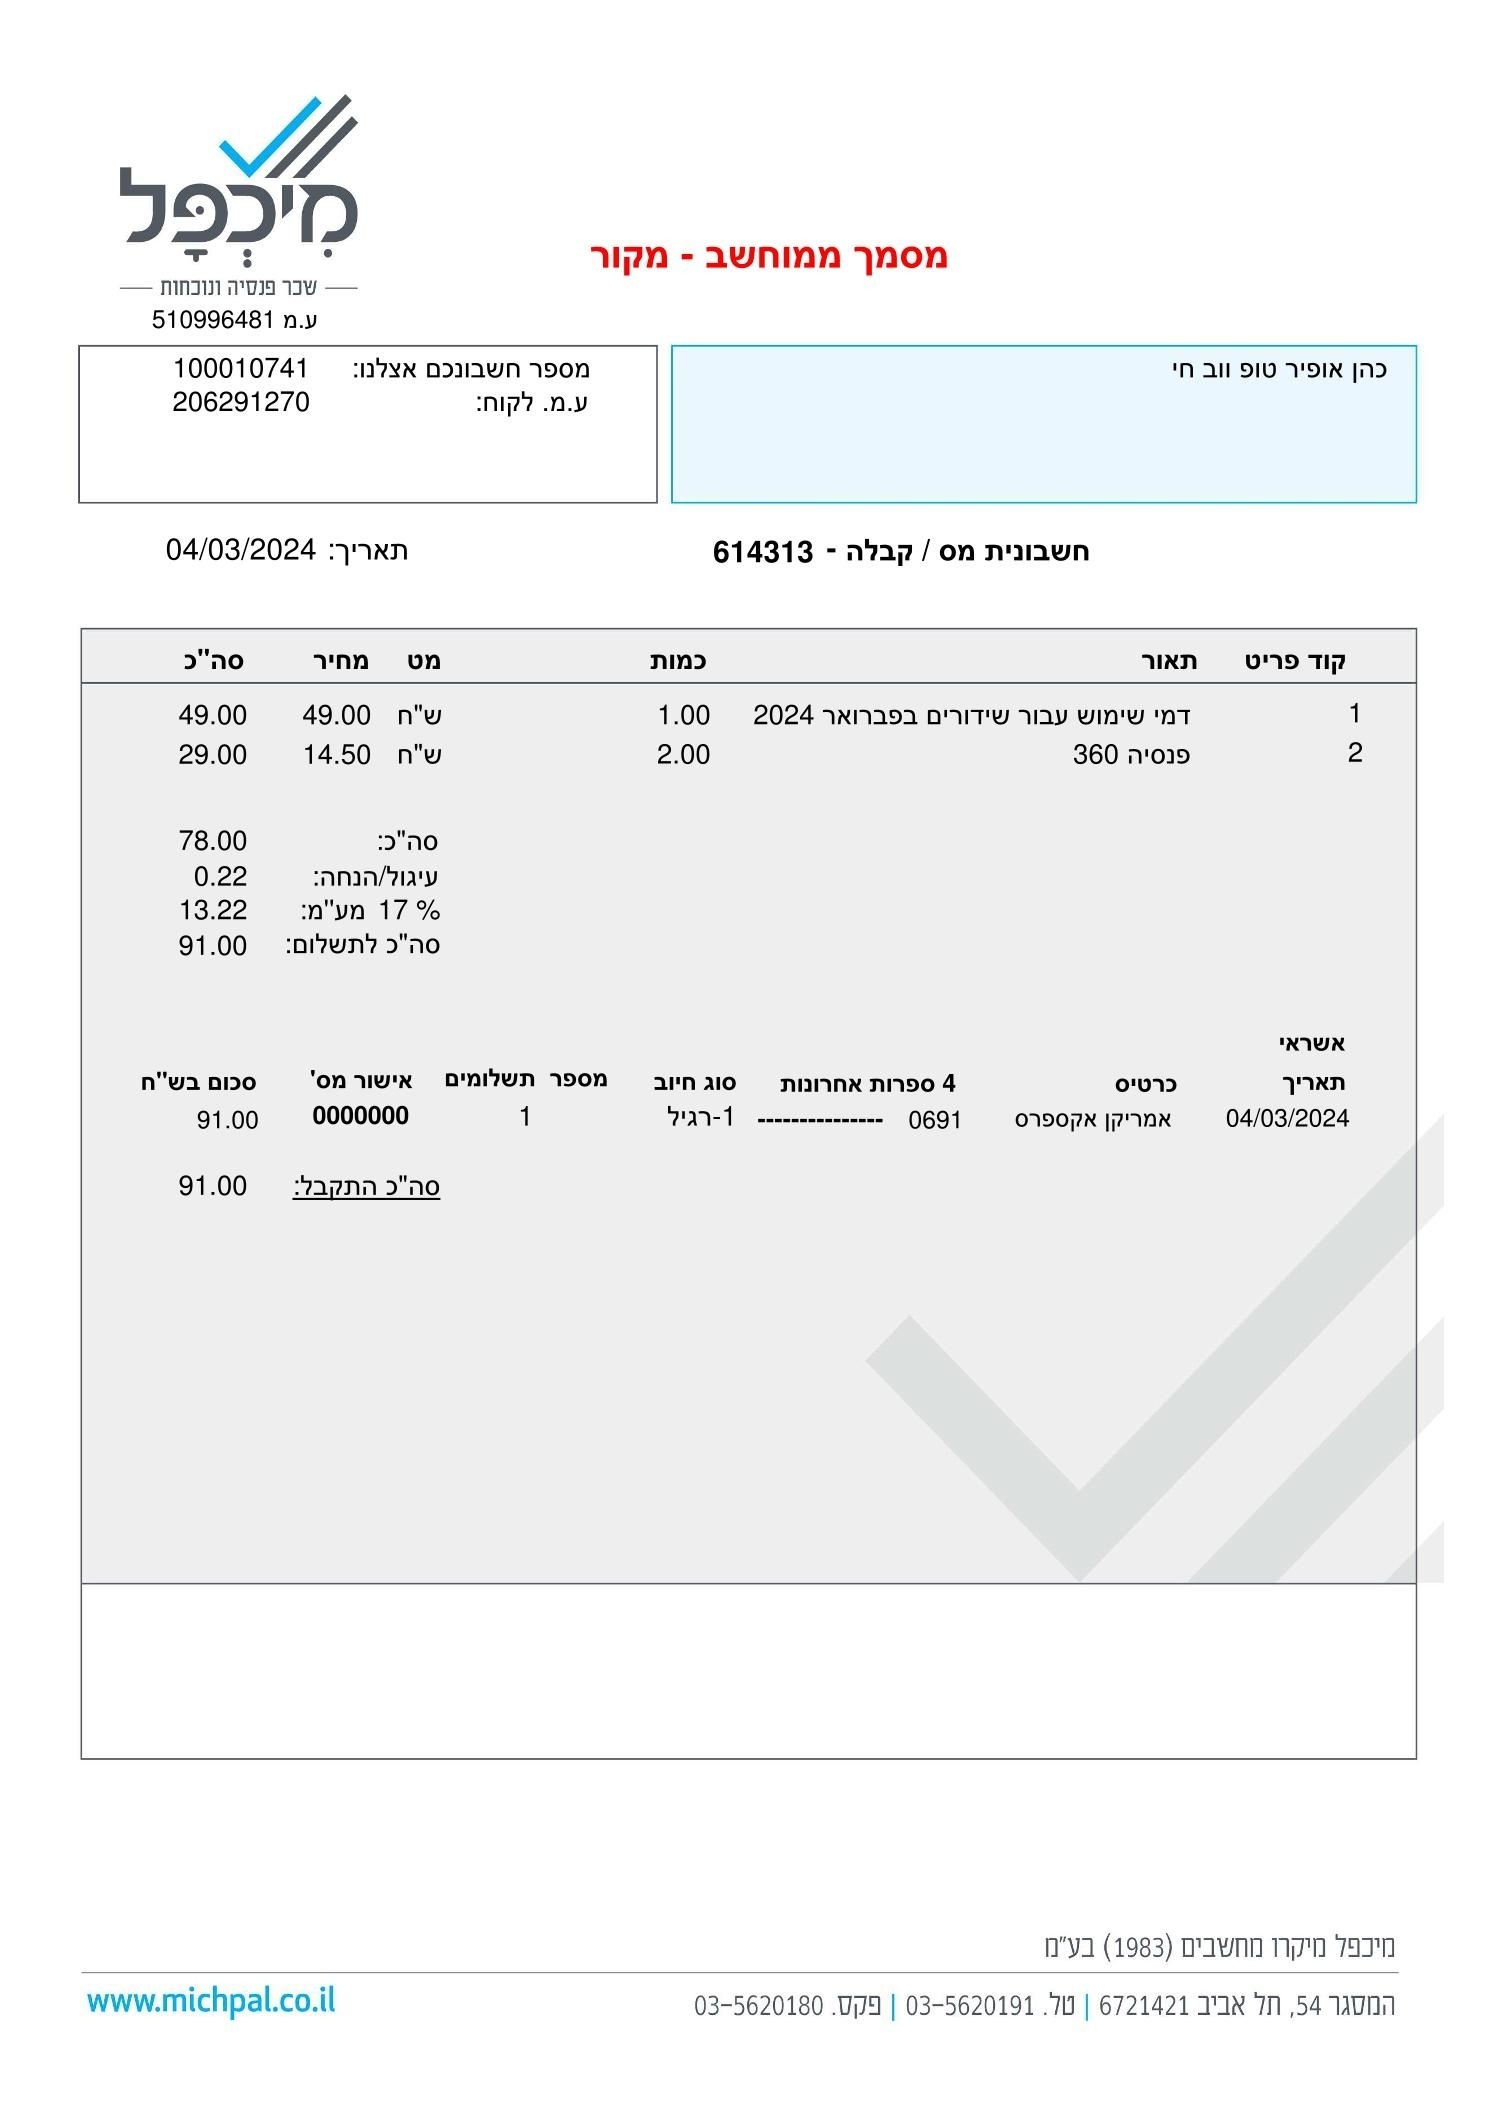 מִיכְפָּל
שכר פנסיה ונוכחות
ע.מ 510996481
מסמך ממוחשב - מקור
כהן אופיר טופ ווב חי
מספר חשבונכם אצלנו: 100010741
ע.מ. לקוח: 206291270
חשבונית מס / קבלה - 614313
תאריך: 04/03/2024
קוד פריט תאור כמות מט מחיר סה"כ
1 דמי שימוש עבור שידורים בפברואר 2024 1.00 ש"ח 49.00 49.00
2 פנסיה 360 2.00 ש"ח 14.50 29.00
סה"כ: 78.00
עיגול/הנחה: 0.22
% 17 מע"מ: 13.22
סה"כ לתשלום: 91.00
אשראי
תאריך כרטיס 4 ספרות אחרונות סוג חיוב מספר תשלומים אישור מס' סכום בש"ח
04/03/2024 אמריקן אקספרס 0691 --------------- 1-רגיל 1 0000000 91.00
סה"כ התקבל: 91.00
מיכפל מיקרו מחשבים (1983) בע"מ
המסגר 54, תל אביב 6721421 | טל. 03-5620191 | פקס. 03-5620180
www.michpal.co.il